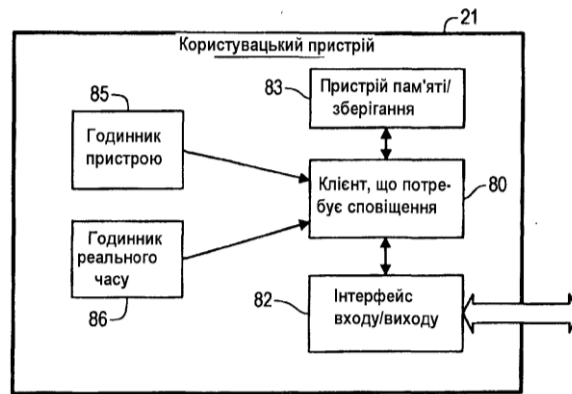 21
Користувацький пристрій
83
Пристрій пам'яті/
зберігання
85
Годинник
пристрою
Клієнт, що потре-
бує сповіщення
80
Годинник
реального
часу
86
82
Інтерфейс
входу/виходу